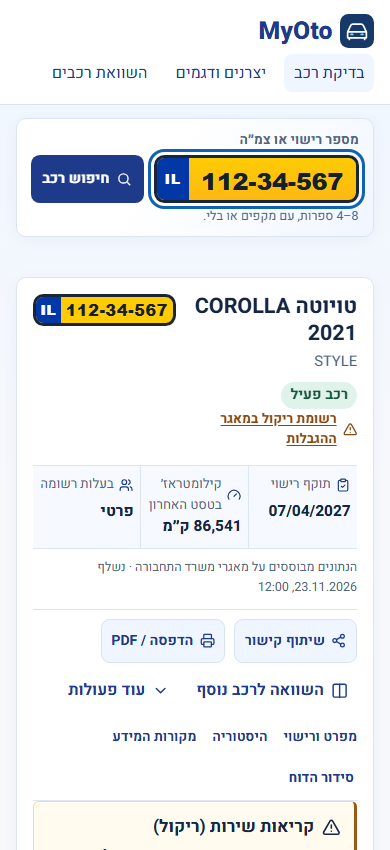 MyOto
בדיקת רכב
יצרנים ודגמים
השוואת רכבים
מספר רישוי או צמ״ה
IL 112-34-567
חיפוש רכב
4–8 ספרות, עם מקפים או בלי.
טויוטה COROLLA
2021
IL 112-34-567
STYLE
רכב פעיל
רשומת ריקול במאגר
ההגבלות
תוקף רישוי
07/04/2027
קילומטראז׳
בטסט האחרון
86,441 ק״מ
בעלות רשומה
פרטי
הנתונים מבוססים על מאגרי משרד התחבורה · נשלף
23.11.2026, 12:00
שיתוף קישור
הדפסה / PDF
השוואה לרכב נוסף
עוד פעולות
מפרט ורישוי
היסטוריה
מקורות המידע
סידור הדוח
קריאות שירות (ריקול)